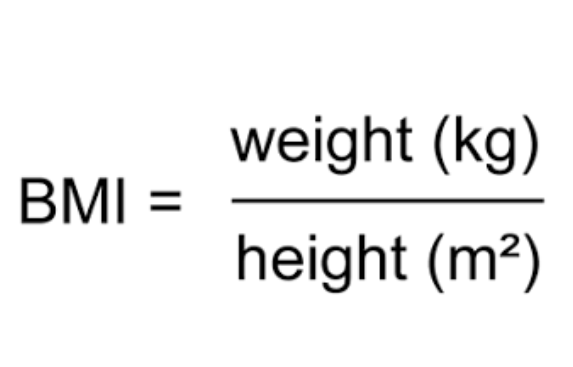 BMI = weight (kg)
height (m²)